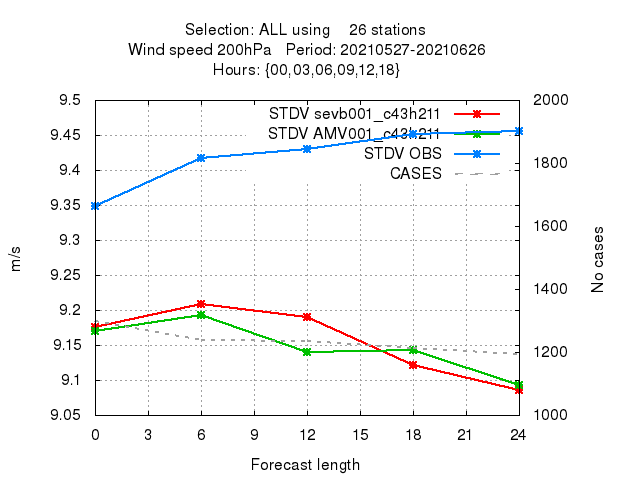 Selection: ALL using    26 stations
Wind speed 200hPa   Period: 20210527-20210626
Hours: {00,03,06,09,12,18}
STDV sevb001_c43h211
STDV AMV001_c43h211
STDV OBS
CASES
9.5
9.45
9.4
9.35
9.3
9.25
9.2
9.15
9.1
9.05
m/s
2000
1800
1600
1400
1200
1000
No cases
0 3 6 9 12 15 18 21 24
Forecast length